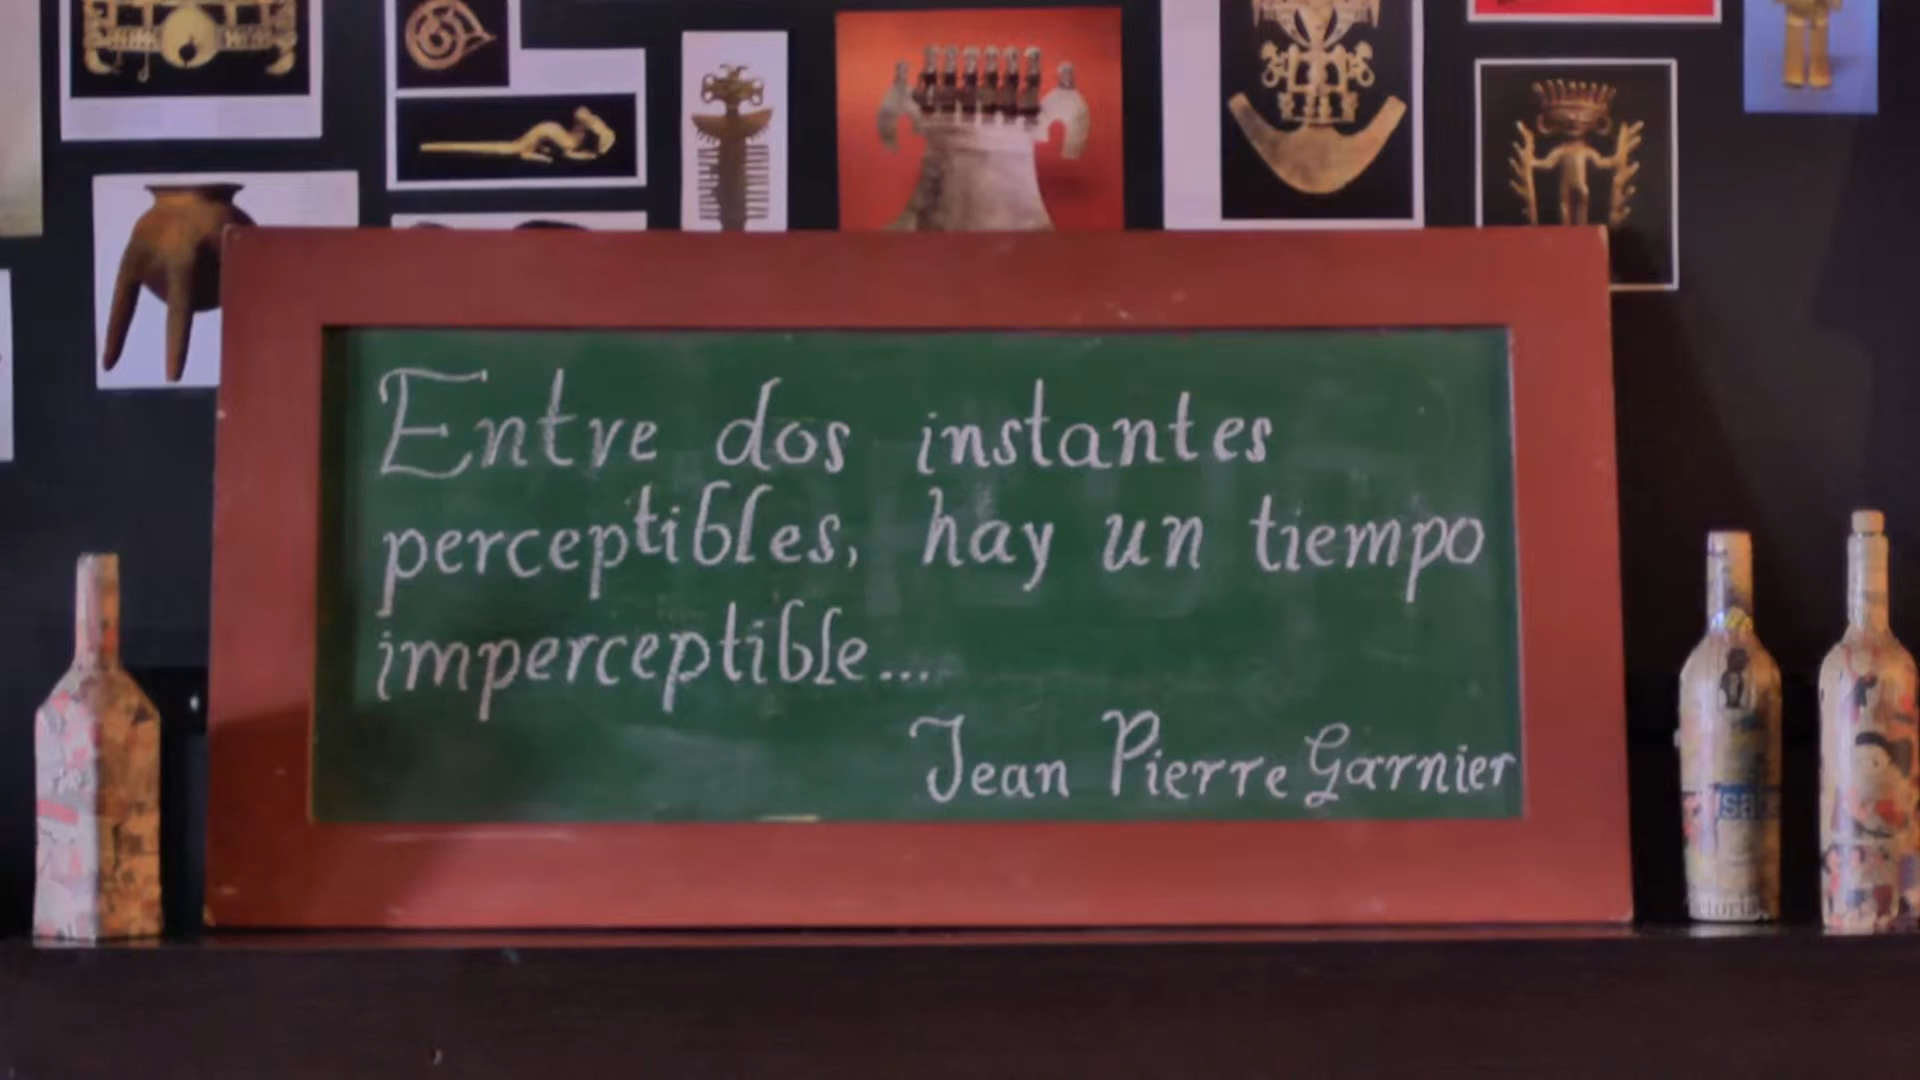 Entre dos instantes
perceptibles, hay un tiempo
imperceptible...
Jean Pierre Garnier